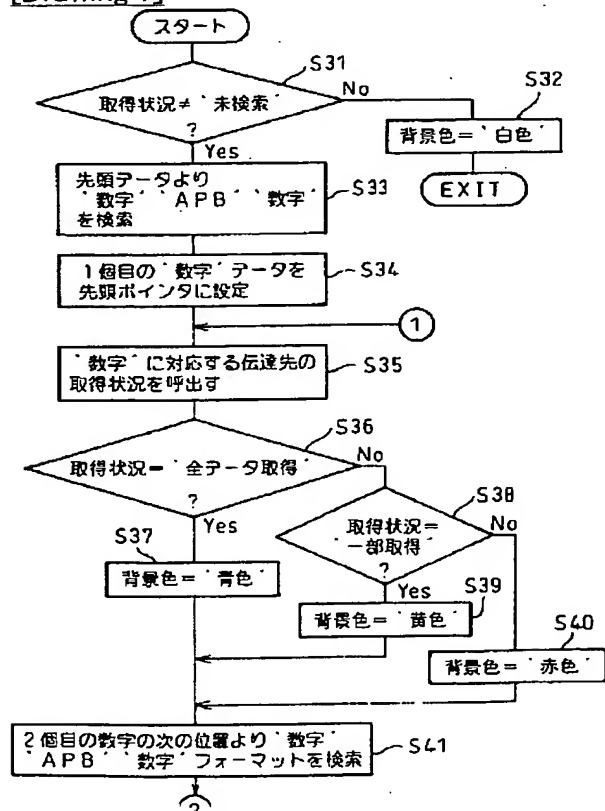 スタート
S31
取得状況≠`未検索´
?
No
Yes
S32
背景色=`白色´
EXIT
先頭データより
`数字´`APB´`数字´
を検索
S33
1個目の`数字´データを
先頭ポインタに設定
S34
1
`数字´に対応する伝達先の
取得状況を呼出す
S35
S36
取得状況=`全データ取得´
?
No
Yes
S37
背景色=`青色´
S38
取得状況=
`一部取得´
?
No
Yes
S39
背景色=`黄色´
S40
背景色=`赤色´
2個目の数字の次の位置より`数字´
`APB´`数字´フォーマットを検索
S41